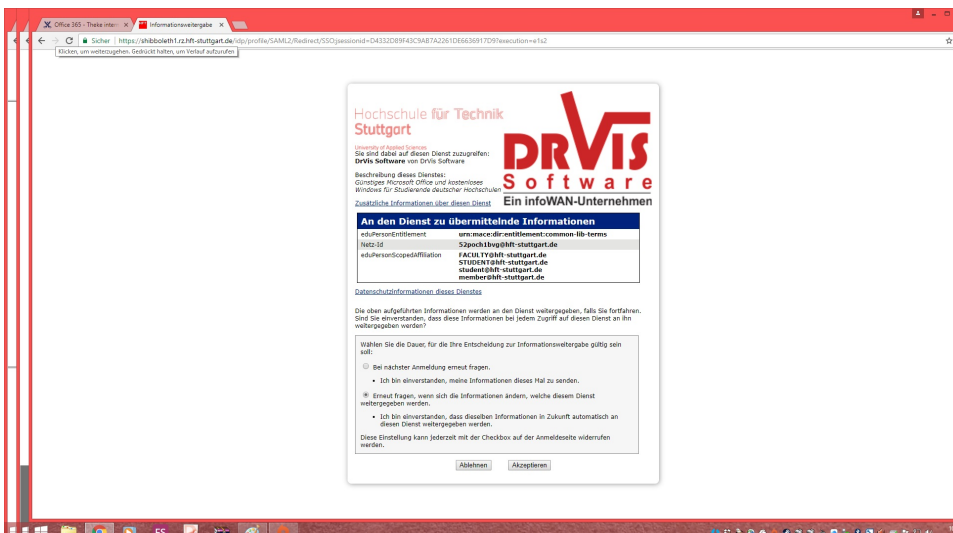 Office 365 - Theke intern
Informationsweitergabe
Sicher | https://shibboleth1.rz.hft-stuttgart.de/idp/profile/SAML2/Redirect/SSO;jsessionid=D4332D89F43C9AB7A2261DE6636917D9?execution=e1s2
Klicken, um weiterzugehen. Gedrückt halten, um Verlauf aufzurufen
Hochschule für Technik
Stuttgart
University of Applied Sciences
DRVIS
Software
Ein infoWAN-Unternehmen
Sie sind dabei auf diesen Dienst zuzugreifen:
DrVis Software von DrVis Software
Beschreibung dieses Dienstes:
Günstiges Microsoft Office und kostenloses
Windows für Studierende deutscher Hochschulen
Zusätzliche Informationen über diesen Dienst
An den Dienst zu übermittelnde Informationen
eduPersonEntitlement urn:mace:dir:entitlement:common-lib-terms
Netz-Id 52poch1bvg@hft-stuttgart.de
eduPersonScopedAffiliation FACULTY@hft-stuttgart.de
STUDENT@hft-stuttgart.de
student@hft-stuttgart.de
member@hft-stuttgart.de
Datenschutzinformationen dieses Dienstes
Die oben aufgeführten Informationen werden an den Dienst weitergegeben, falls Sie fortfahren.
Sind Sie einverstanden, dass diese Informationen bei jedem Zugriff auf diesen Dienst an ihn
weitergegeben werden?
Wählen Sie die Dauer, für die Ihre Entscheidung zur Informationsweitergabe gültig sein
soll:
Bei nächster Anmeldung erneut fragen.
• Ich bin einverstanden, meine Informationen dieses Mal zu senden.
Erneut fragen, wenn sich die Informationen ändern, welche diesem Dienst
weitergegeben werden.
• Ich bin einverstanden, dass dieselben Informationen in Zukunft automatisch an
diesen Dienst weitergegeben werden.
Diese Einstellung kann jederzeit mit der Checkbox auf der Anmeldeseite widerrufen
werden.
Ablehnen Akzeptieren